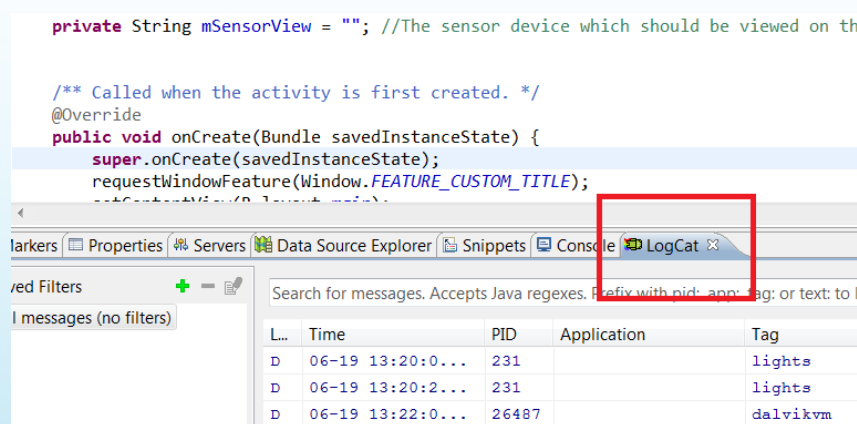 private String mSensorView = ""; //The sensor device which should be viewed on th
/** Called when the activity is first created. */
@Override
public void onCreate(Bundle savedInstanceState) {
super.onCreate(savedInstanceState);
requestWindowFeature(Window.FEATURE_CUSTOM_TITLE);
Markers Properties Servers Data Source Explorer Snippets Console LogCat
ved Filters
Search for messages. Accepts Java regexes. Prefix with pid:, app:, tag: or text: to l
l messages (no filters)
L... Time PID Application Tag
D 06-19 13:20:0... 231 lights
D 06-19 13:20:2... 231 lights
D 06-19 13:22:0... 26487 dalvikvm